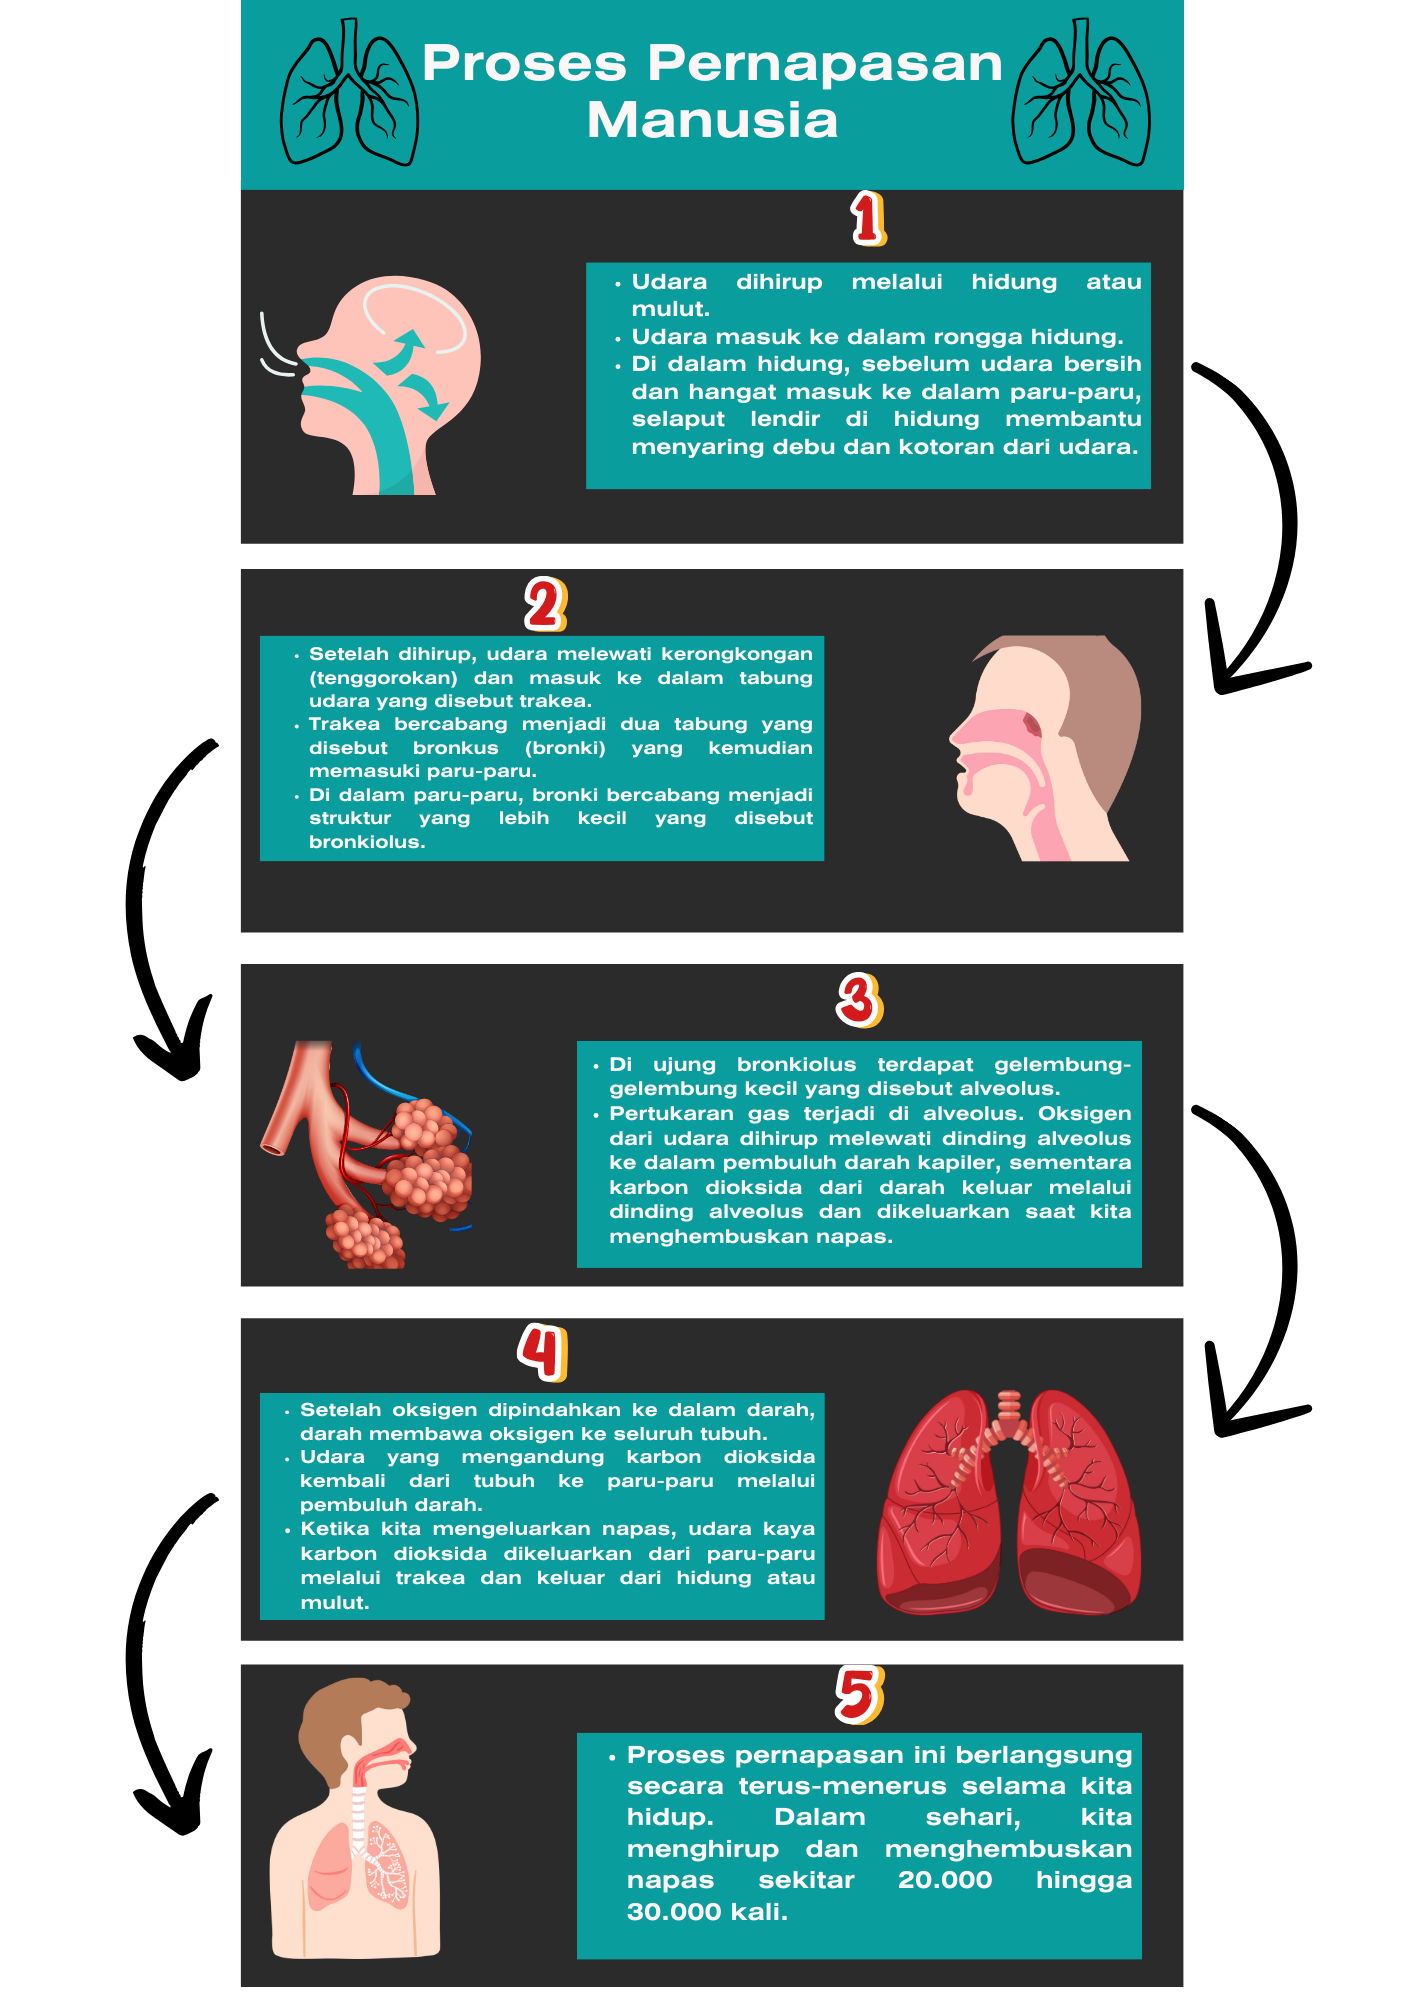 Proses Pernapasan
Manusia
1
• Udara dihirup melalui hidung atau
mulut.
• Udara masuk ke dalam rongga hidung.
• Di dalam hidung, sebelum udara bersih
dan hangat masuk ke dalam paru-paru,
selaput lendir di hidung membantu
menyaring debu dan kotoran dari udara.
2
• Setelah dihirup, udara melewati kerongkongan
(tenggorokan) dan masuk ke dalam tabung
udara yang disebut trakea.
• Trakea bercabang menjadi dua tabung yang
disebut bronkus (bronki) yang kemudian
memasuki paru-paru.
• Di dalam paru-paru, bronki bercabang menjadi
struktur yang lebih kecil yang disebut
bronkiolus.
3
• Di ujung bronkiolus terdapat gelembung-
gelembung kecil yang disebut alveolus.
• Pertukaran gas terjadi di alveolus. Oksigen
dari udara dihirup melewati dinding alveolus
ke dalam pembuluh darah kapiler, sementara
karbon dioksida dari darah keluar melalui
dinding alveolus dan dikeluarkan saat kita
menghembuskan napas.
4
• Setelah oksigen dipindahkan ke dalam darah,
darah membawa oksigen ke seluruh tubuh.
• Udara yang mengandung karbon dioksida
kembali dari tubuh ke paru-paru melalui
pembuluh darah.
• Ketika kita mengeluarkan napas, udara kaya
karbon dioksida dikeluarkan dari paru-paru
melalui trakea dan keluar dari hidung atau
mulut.
5
• Proses pernapasan ini berlangsung
secara terus-menerus selama kita
hidup. Dalam sehari, kita
menghirup dan menghembuskan
napas sekitar 20.000 hingga
30.000 kali.